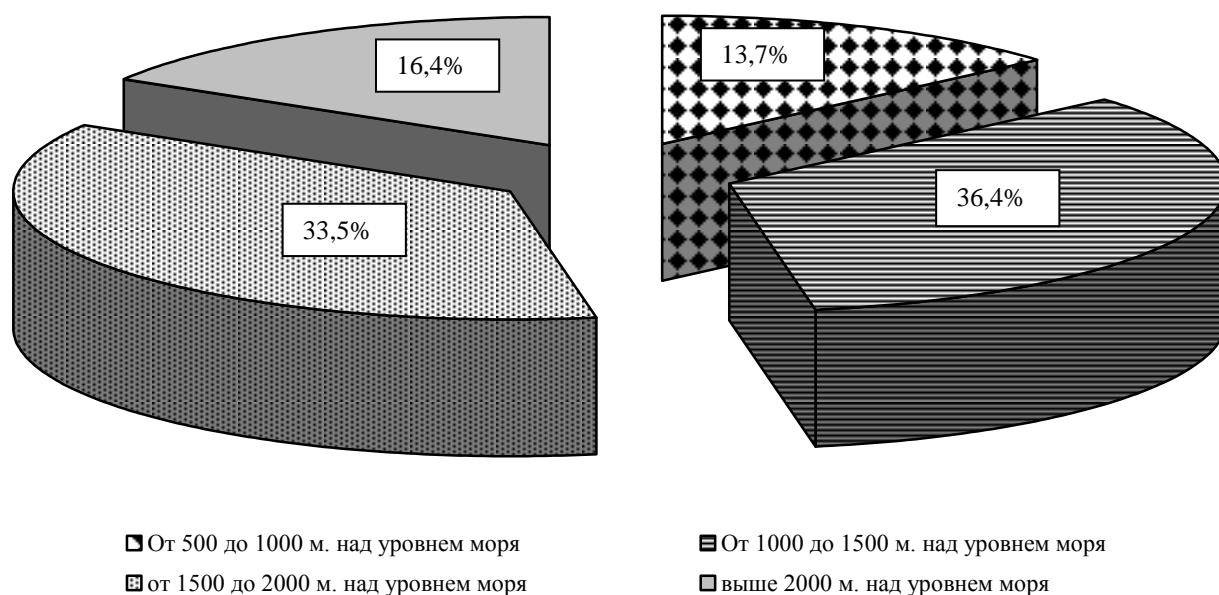 16,4%
13,7%
33,5%
36,4%
От 500 до 1000 м. над уровнем моря
От 1000 до 1500 м. над уровнем моря
от 1500 до 2000 м. над уровнем моря
выше 2000 м. над уровнем моря